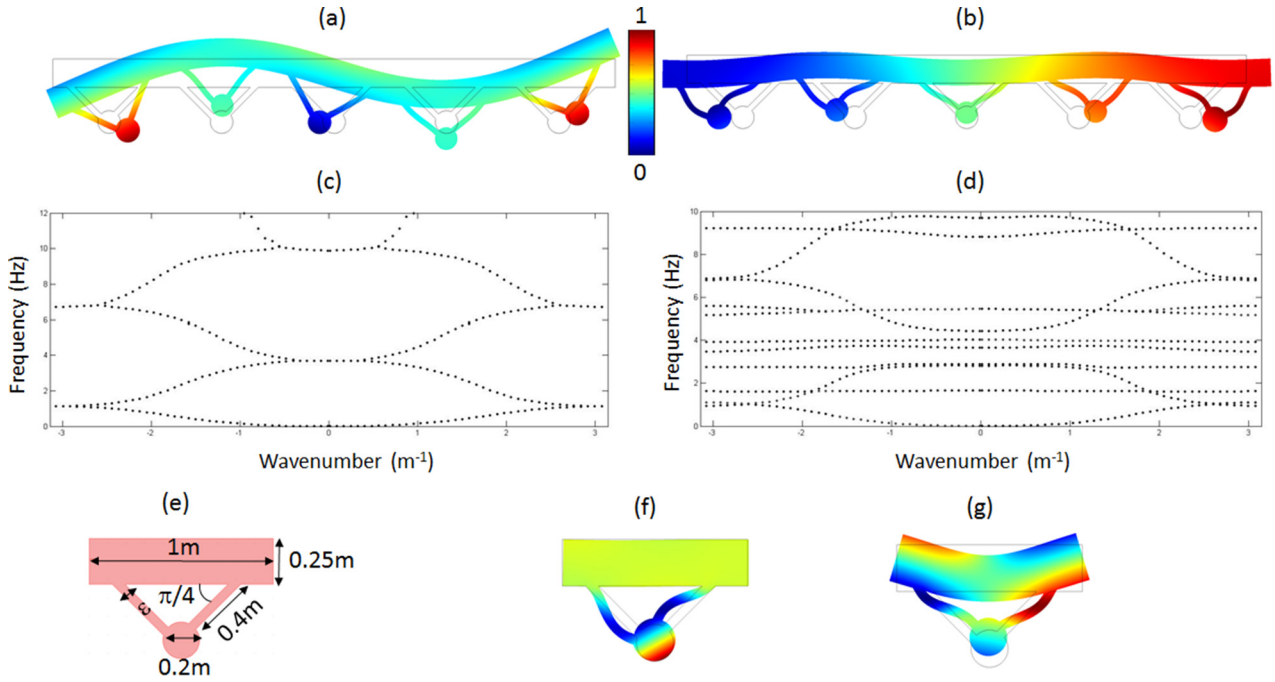 (a)
1
(b)
0
(c)
(d)
12
10
8
6
4
2
0
-3
-2
-1
0
1
2
3
Frequency (Hz)
Wavenumber (m-1)
10
8
6
4
2
0
-3
-2
-1
0
1
2
3
Frequency (Hz)
Wavenumber (m-1)
(e)
(f)
(g)
1m
0.25m
π/4
ε
0.4m
0.2m